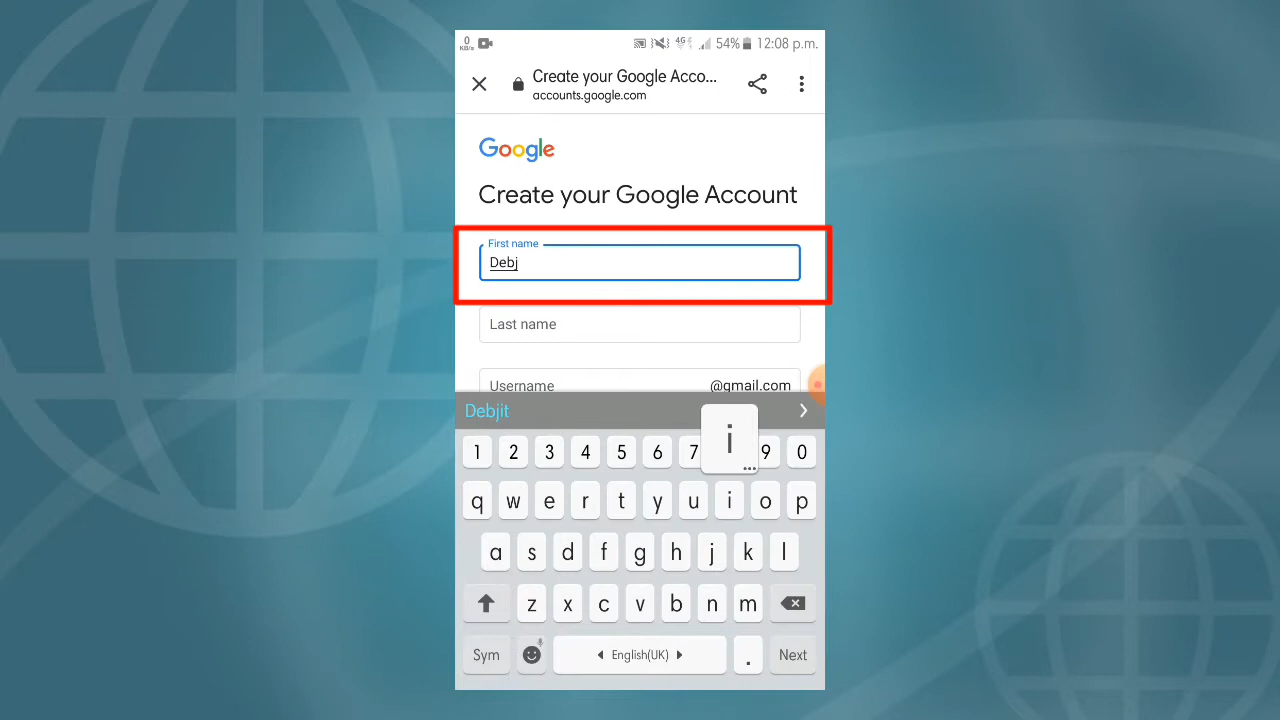 0
KB/s
4G
54%
12:08 p.m.
Create your Google Acco...
accounts.google.com
Google
Create your Google Account
First name
Debj
Last name
Username
@gmail.com
Debjit
i
1 2 3 4 5 6 7 9 0
q w e r t y u i o p
a s d f g h j k l
z x c v b n m
Sym
English(UK)
.
Next